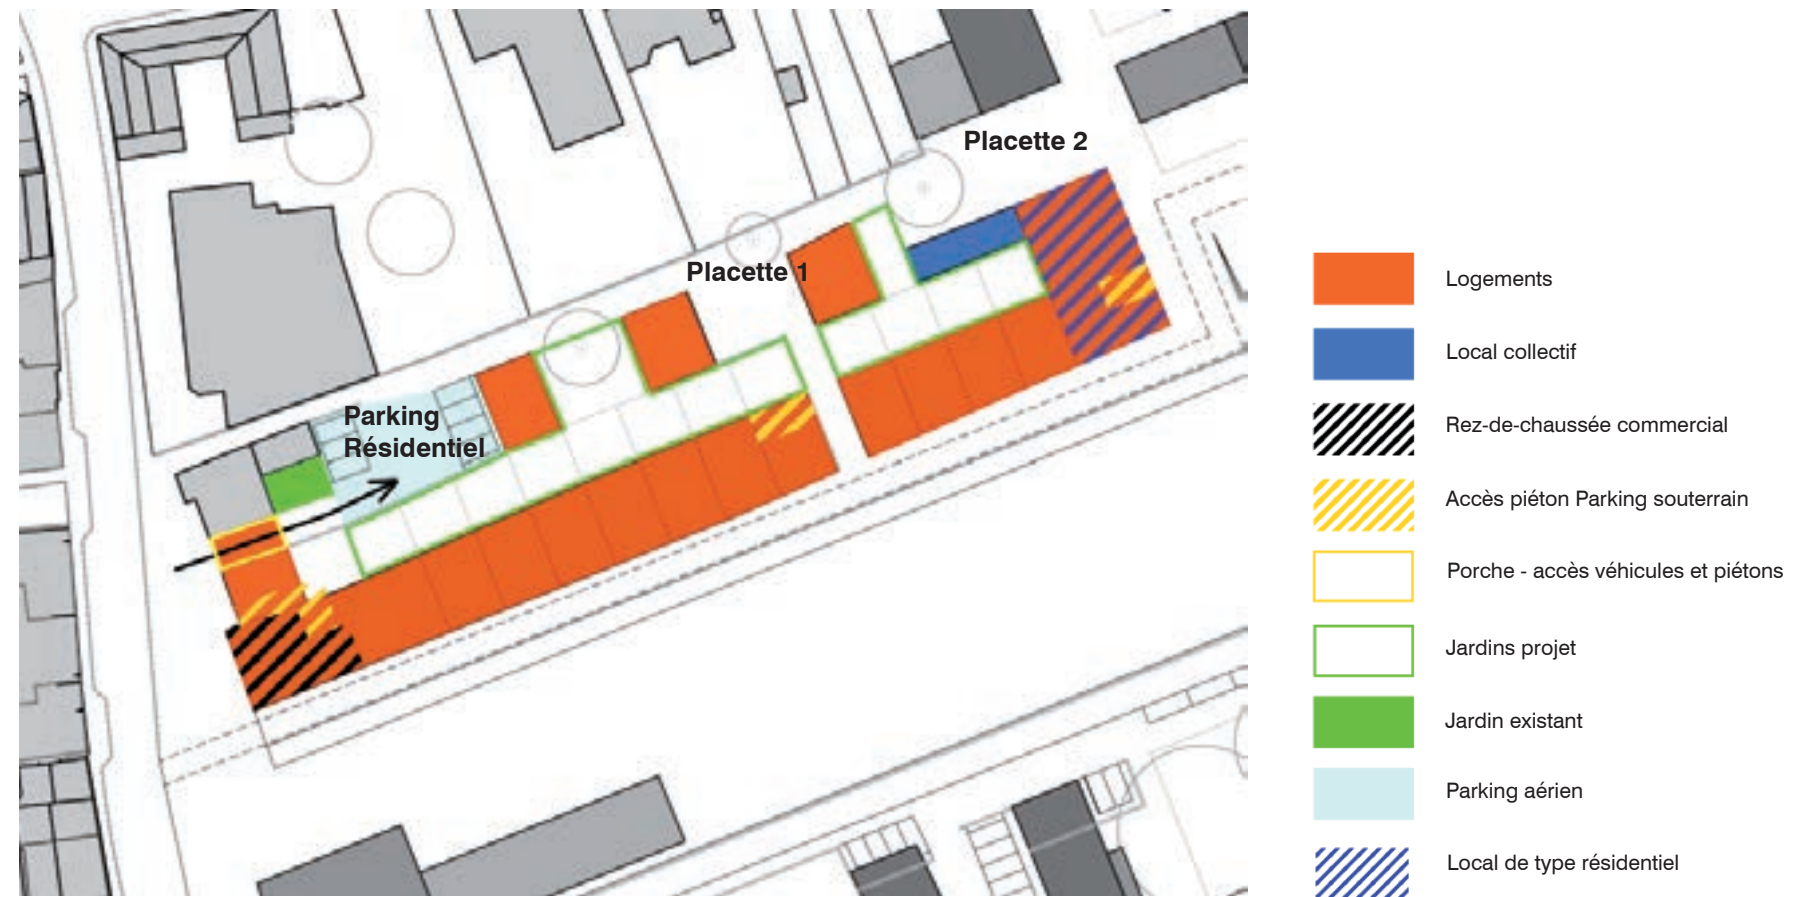 Placette 2
Placette 1
Parking
Résidentiel
Logements
Local collectif
Rez-de-chaussée commercial
Accès piéton Parking souterrain
Porche - accès véhicules et piétons
Jardins projet
Jardin existant
Parking aérien
Local de type résidentiel